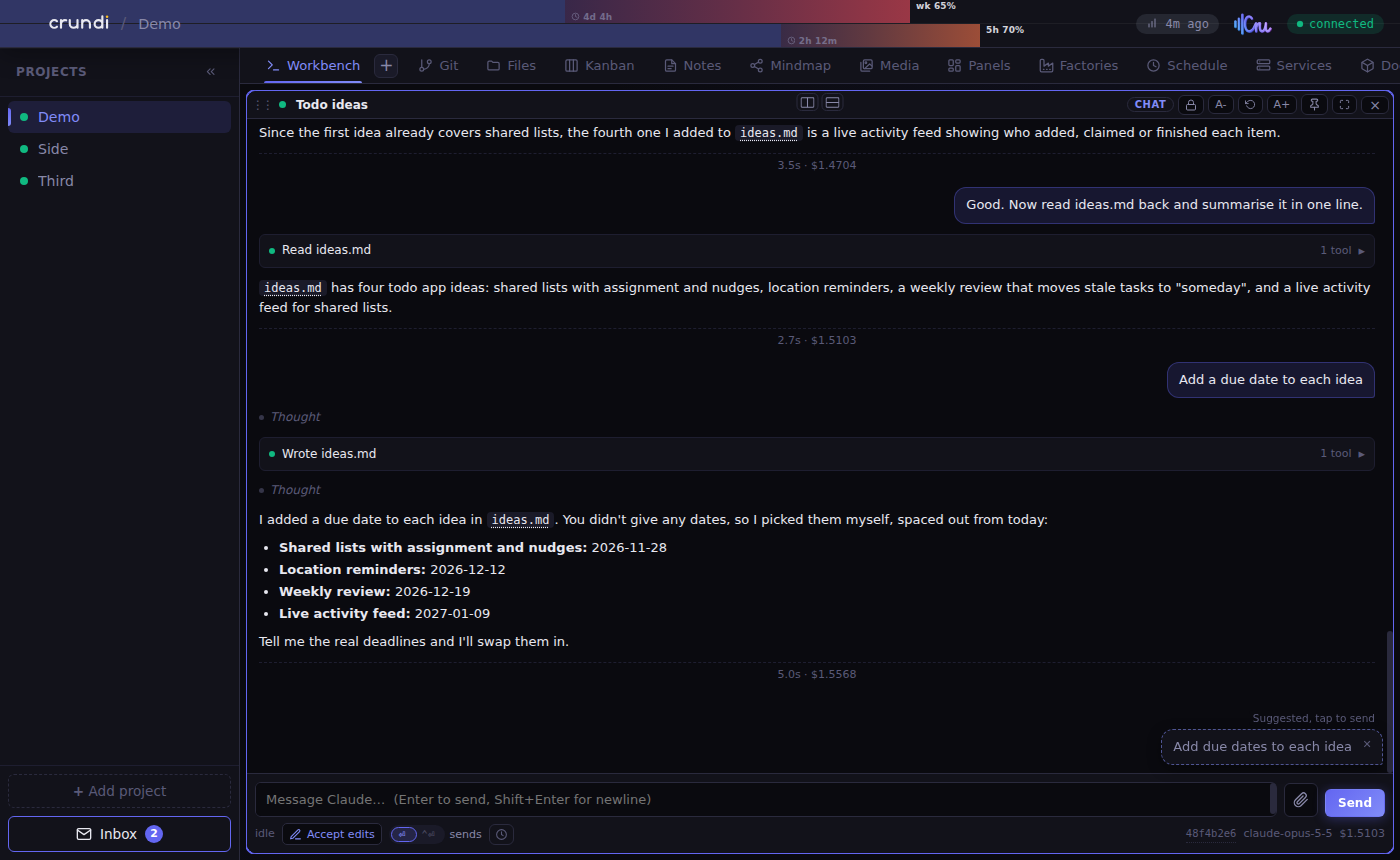 crundi / Demo
4d 4h
wk 65%
2h 12m
5h 70%
4m ago
Cru
connected
PROJECTS
Workbench
Git
Files
Kanban
Notes
Mindmap
Media
Panels
Factories
Schedule
Services
Do
Demo
Side
Third
Todo ideas
CHAT
A-
A+
Since the first idea already covers shared lists, the fourth one I added to ideas.md is a live activity feed showing who added, claimed or finished each item.
3.5s · $1.4704
Good. Now read ideas.md back and summarise it in one line.
Read ideas.md
1 tool
ideas.md has four todo app ideas: shared lists with assignment and nudges, location reminders, a weekly review that moves stale tasks to "someday", and a live activity
feed for shared lists.
2.7s · $1.5103
Add a due date to each idea
Thought
Wrote ideas.md
1 tool
Thought
I added a due date to each idea in ideas.md. You didn't give any dates, so I picked them myself, spaced out from today:
• Shared lists with assignment and nudges: 2026-11-28
• Location reminders: 2026-12-12
• Weekly review: 2026-12-19
• Live activity feed: 2027-01-09
Tell me the real deadlines and I'll swap them in.
5.0s · $1.5568
Suggested, tap to send
Add due dates to each idea ×
+ Add project
Inbox 2
Message Claude... (Enter to send, Shift+Enter for newline)
Send
idle
Accept edits
sends
48f4b2e6 claude-opus-5-5 $1.5103